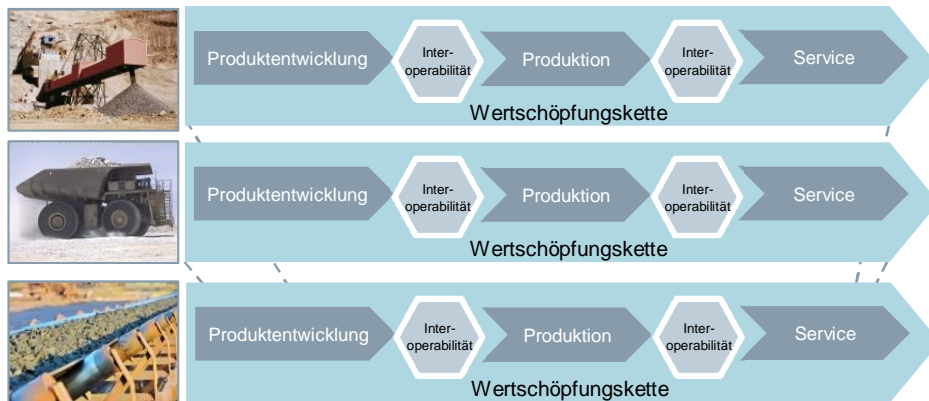 Produktentwicklung
Inter-
operabilität
Produktion
Inter-
operabilität
Service
Wertschöpfungskette
Produktentwicklung
Inter-
operabilität
Produktion
Inter-
operabilität
Service
Wertschöpfungskette
Produktentwicklung
Inter-
operabilität
Produktion
Inter-
operabilität
Service
Wertschöpfungskette